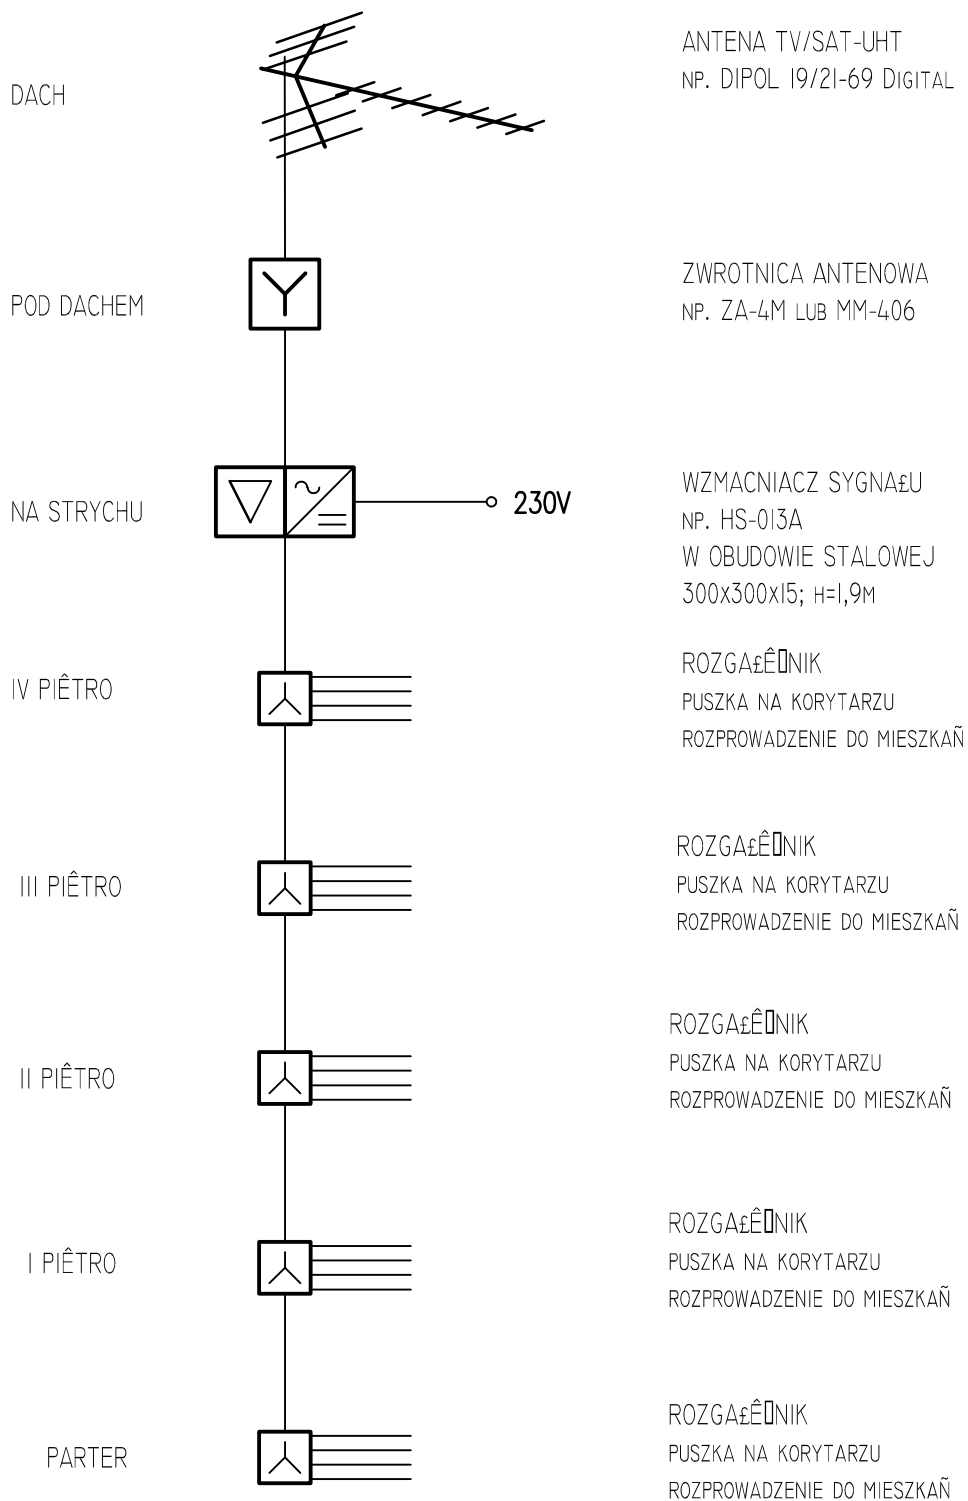 DACH
ANTENA TV/SAT-UHT
NP. DIPOL 19/21-69 DIGITAL
POD DACHEM
ZWROTNICA ANTENOWA
NP. ZA-4M LUB MM-406
NA STRYCHU
230V
WZMACNIACZ SYGNA£U
NP. HS-013A
W OBUDOWIE STALOWEJ
300X300X15; H=1,9M
IV PIÊTRO
ROZGA£Ê▯NIK
PUSZKA NA KORYTARZU
ROZPROWADZENIE DO MIESZKAÑ
III PIÊTRO
ROZGA£Ê▯NIK
PUSZKA NA KORYTARZU
ROZPROWADZENIE DO MIESZKAÑ
II PIÊTRO
ROZGA£Ê▯NIK
PUSZKA NA KORYTARZU
ROZPROWADZENIE DO MIESZKAÑ
I PIÊTRO
ROZGA£Ê▯NIK
PUSZKA NA KORYTARZU
ROZPROWADZENIE DO MIESZKAÑ
PARTER
ROZGA£Ê▯NIK
PUSZKA NA KORYTARZU
ROZPROWADZENIE DO MIESZKAÑ